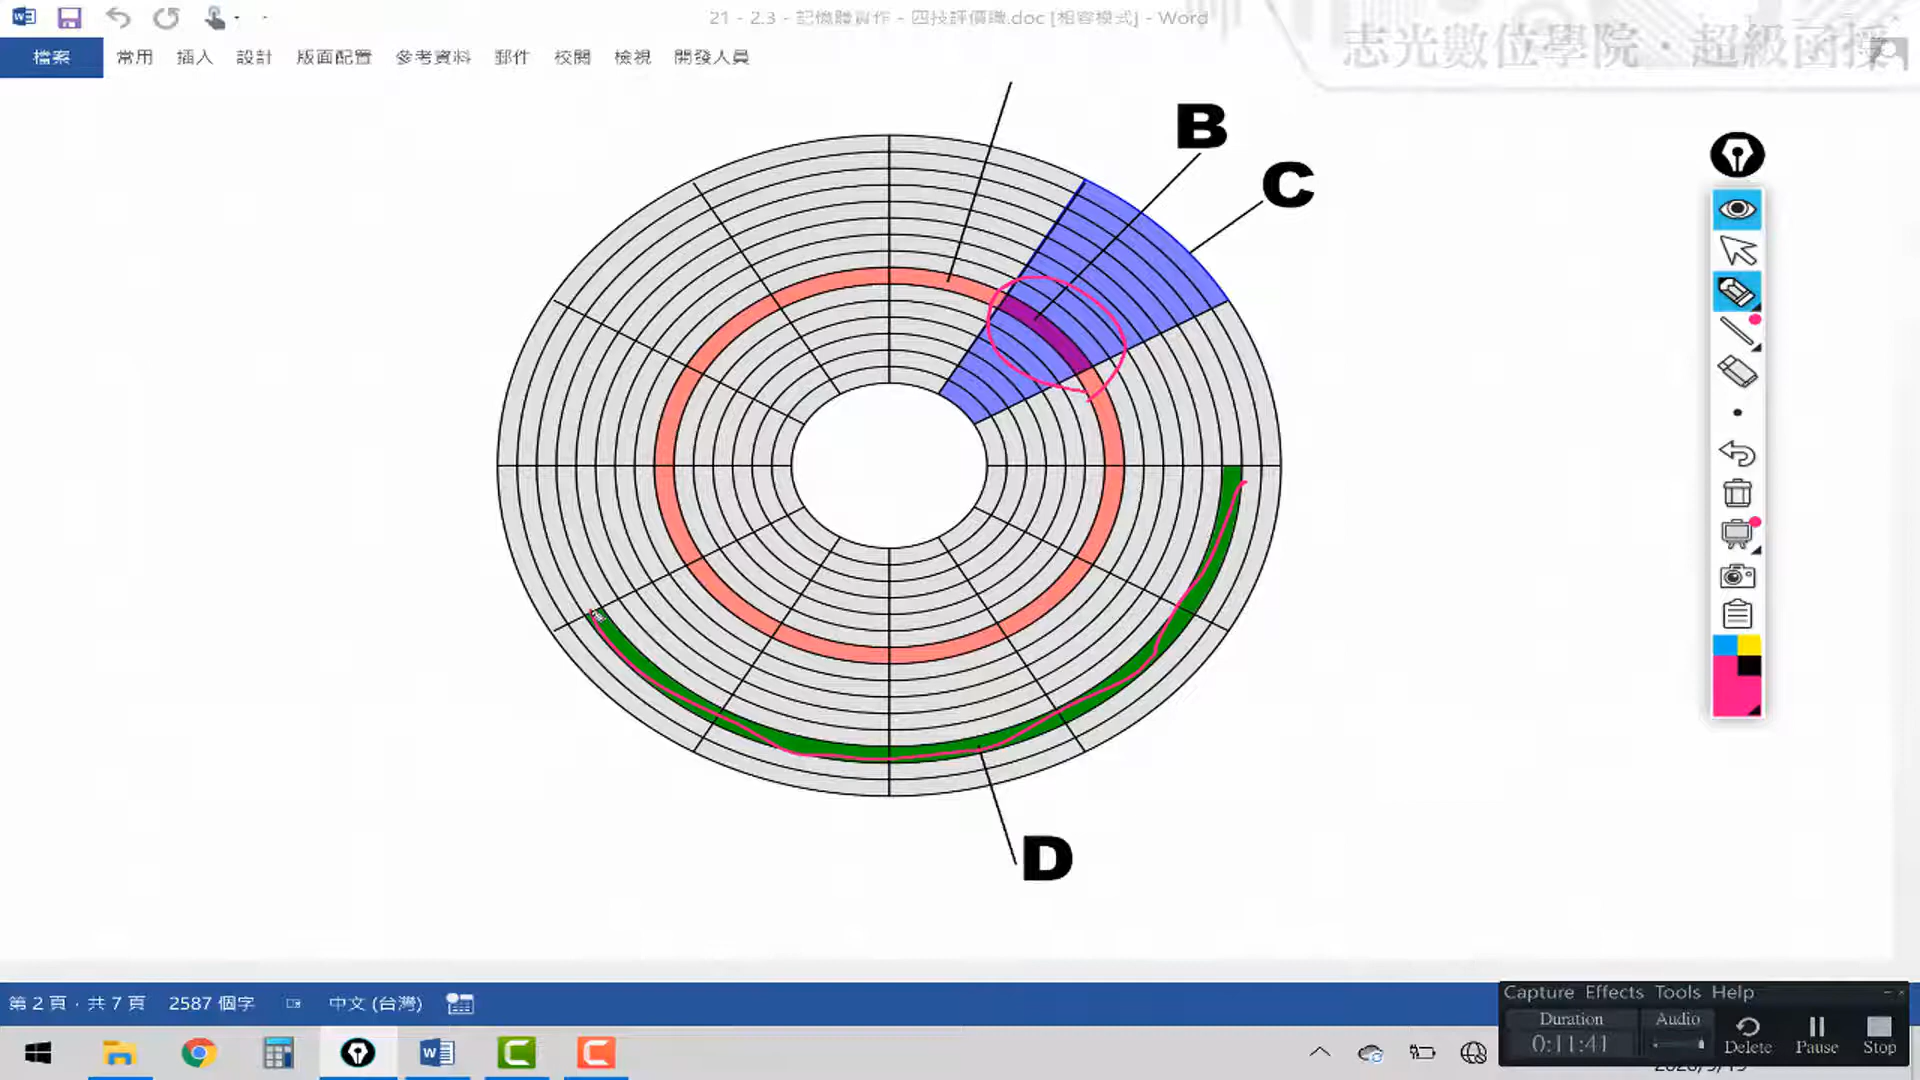 21 - 2.3 - 記憶體實作 - 四技評價職.doc [相容模式] - Word
志光數位學院・超級函授
檔案 常用 插入 設計 版面配置 參考資料 郵件 校閱 檢視 開發人員
B
C
D
第 2 頁，共 7 頁 2587 個字 中文 (台灣)
Capture Effects Tools Help
Duration Audio
0:11:41 Delete Pause Stop